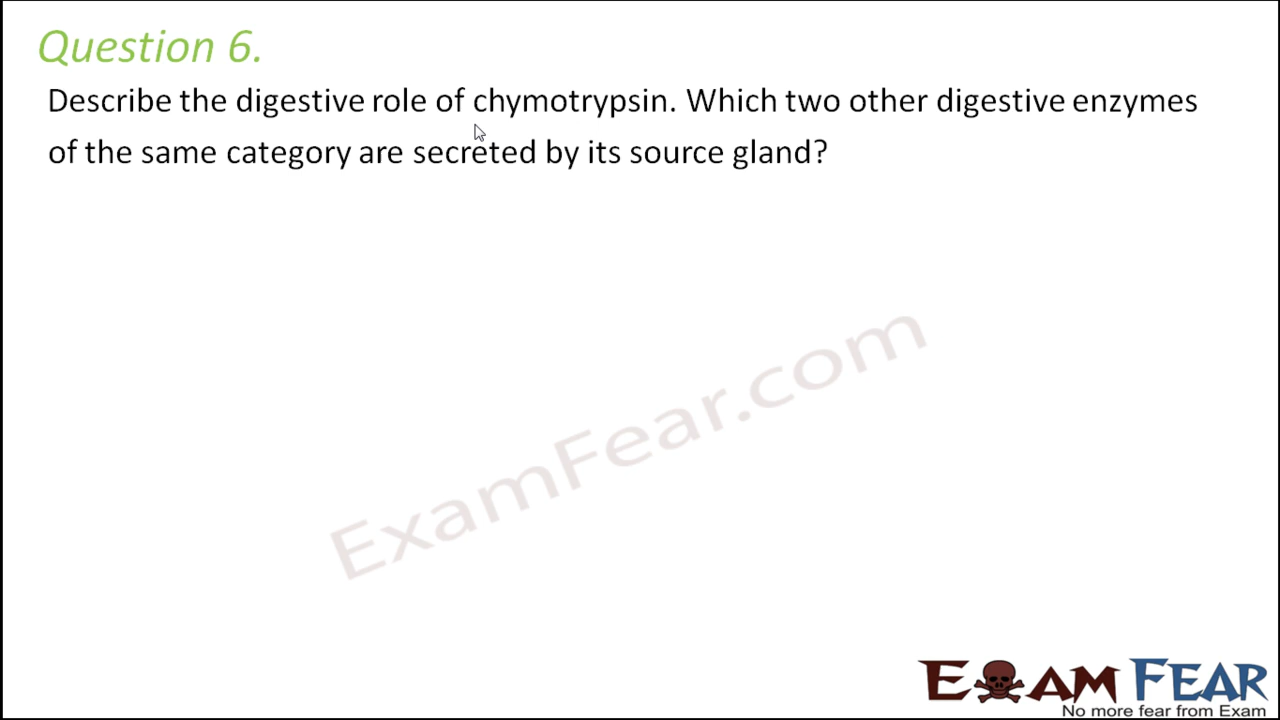 Question 6.
Describe the digestive role of chymotrypsin. Which two other digestive enzymes
of the same category are secreted by its source gland?
ExamFear.com
EXAM FEAR
No more fear from Exam